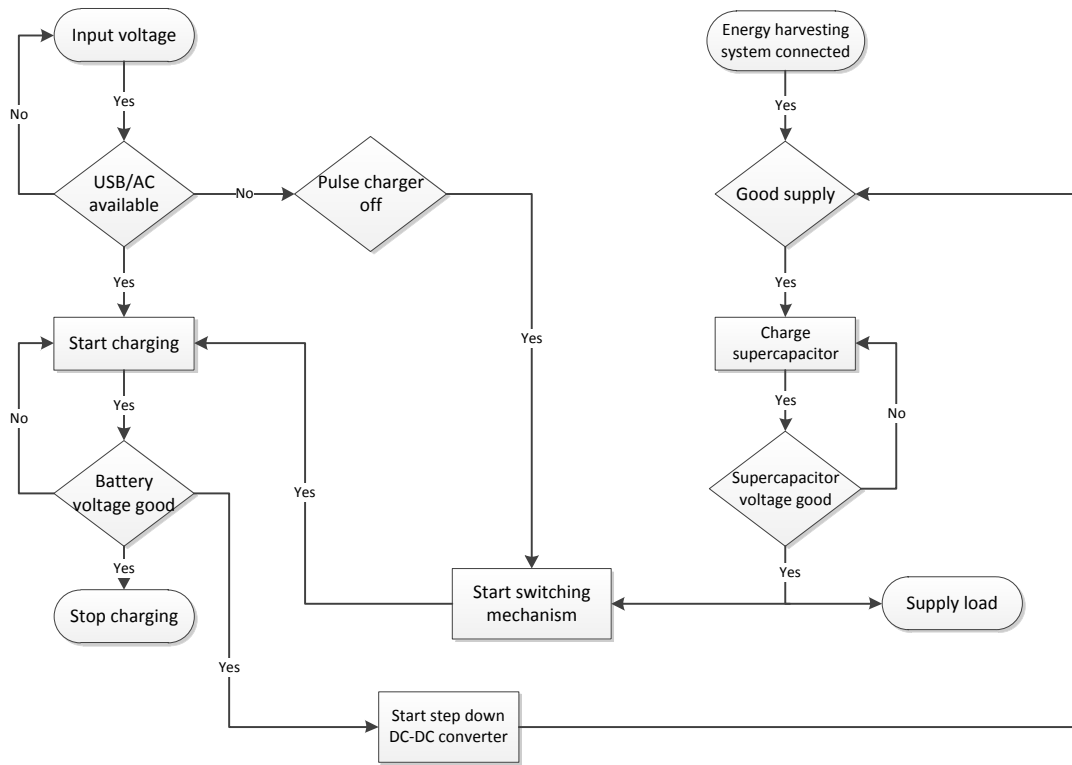 Input voltage
Energy harvesting
system connected
Yes
Yes
No
USB/AC
available
No
Pulse charger
off
Good supply
Yes
Yes
Start charging
Yes
Charge
supercapacitor
Yes
Yes
No
No
Battery
voltage good
Yes
Supercapacitor
voltage good
Yes
Yes
Start switching
mechanism
Supply load
Stop charging
Yes
Start step down
DC-DC converter